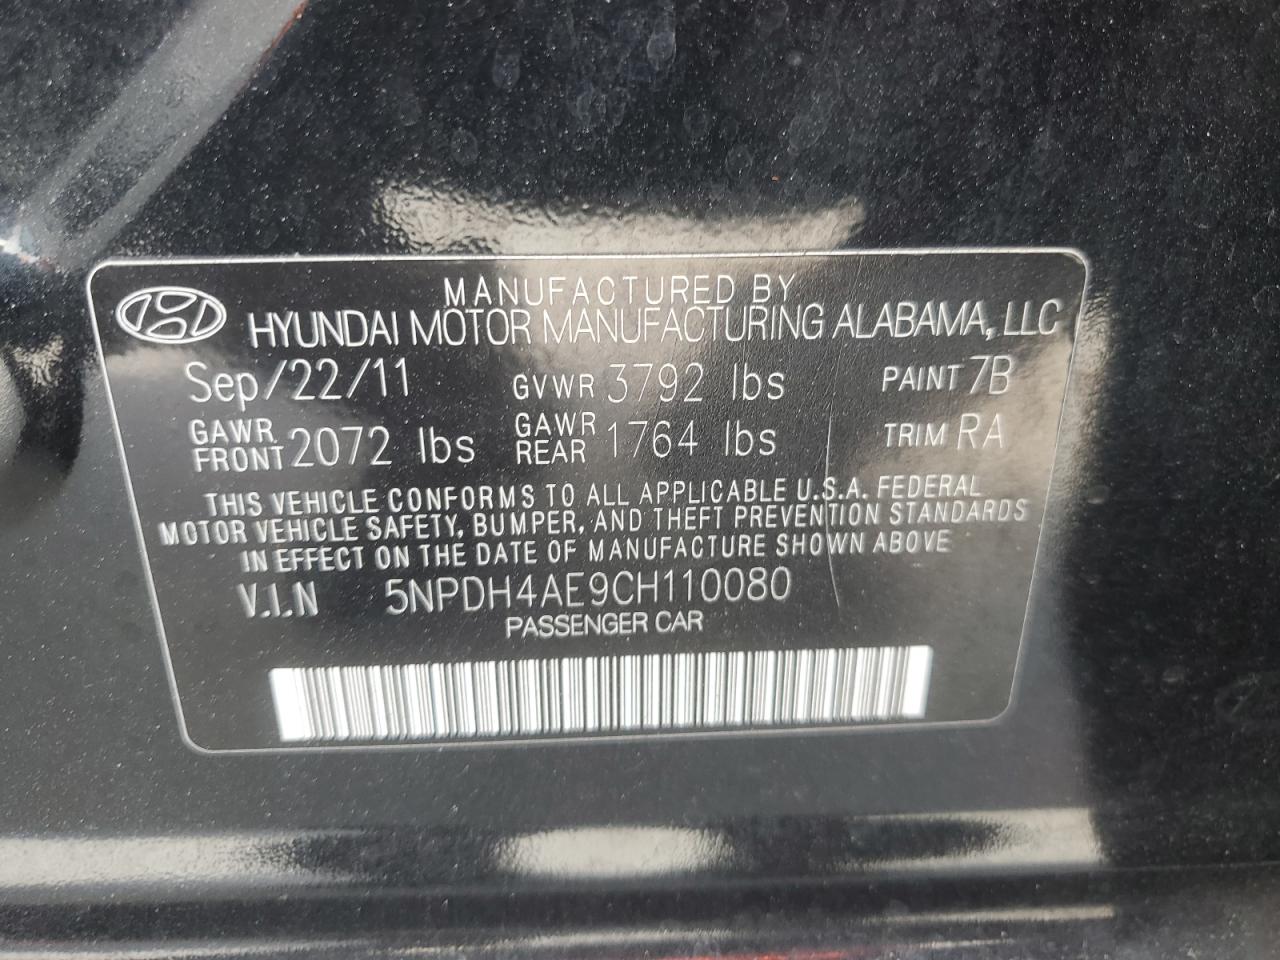 MANUFACTURED BY
HYUNDAI MOTOR MANUFACTURING ALABAMA, LLC
Sep/22/11 GVWR 3792 lbs PAINT 7B
GAWR FRONT 2072 lbs GAWR REAR 1764 lbs TRIM RA
THIS VEHICLE CONFORMS TO ALL APPLICABLE U.S.A. FEDERAL
MOTOR VEHICLE SAFETY, BUMPER, AND THEFT PREVENTION STANDARDS
IN EFFECT ON THE DATE OF MANUFACTURE SHOWN ABOVE
V.I.N 5NPDH4AE9CH110080
PASSENGER CAR